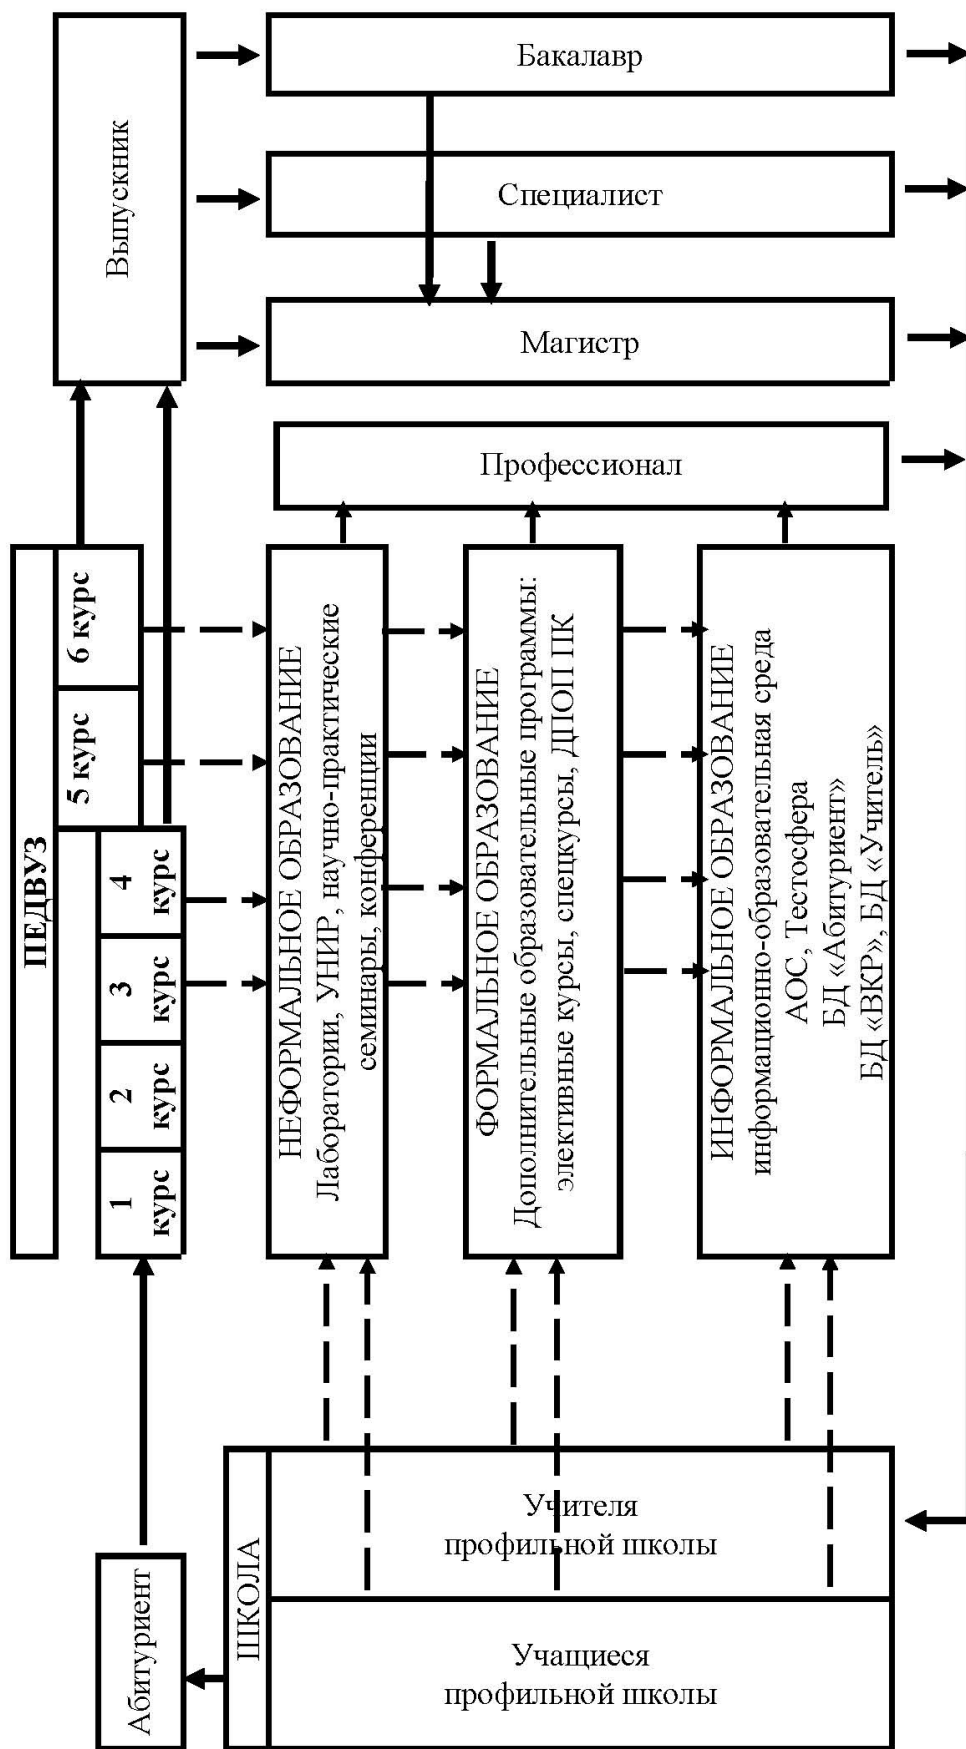 Бакалавр
Выпускник
Специалист
Магистр
Профессионал
ПЕДВУЗ
1
курс
2
курс
3
курс
4
курс
5 курс
6 курс
НЕФОРМАЛЬНОЕ ОБРАЗОВАНИЕ
Лаборатории, УНИР, научно-практические
семинары, конференции
ФОРМАЛЬНОЕ ОБРАЗОВАНИЕ
Дополнительные образовательные программы:
элективные курсы, спецкурсы, ДПОП ПК
ИНФОРМАЛЬНОЕ ОБРАЗОВАНИЕ
информационно-образовательная среда
АОС, Тестосфера
БД «Абитуриент»
БД «ВКР», БД «Учитель»
Абитуриент
ШКОЛА
Учителя
профильной школы
Учащиеся
профильной школы